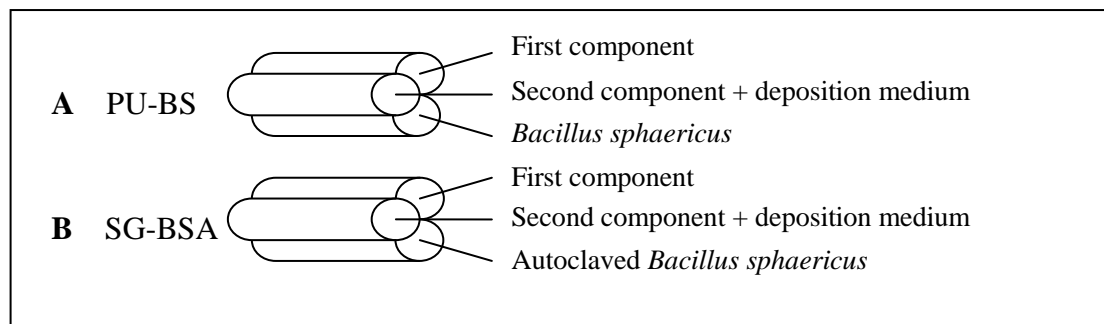 First component
A PU-BS Second component + deposition medium
Bacillus sphaericus
First component
B SG-BSA Second component + deposition medium
Autoclaved Bacillus sphaericus